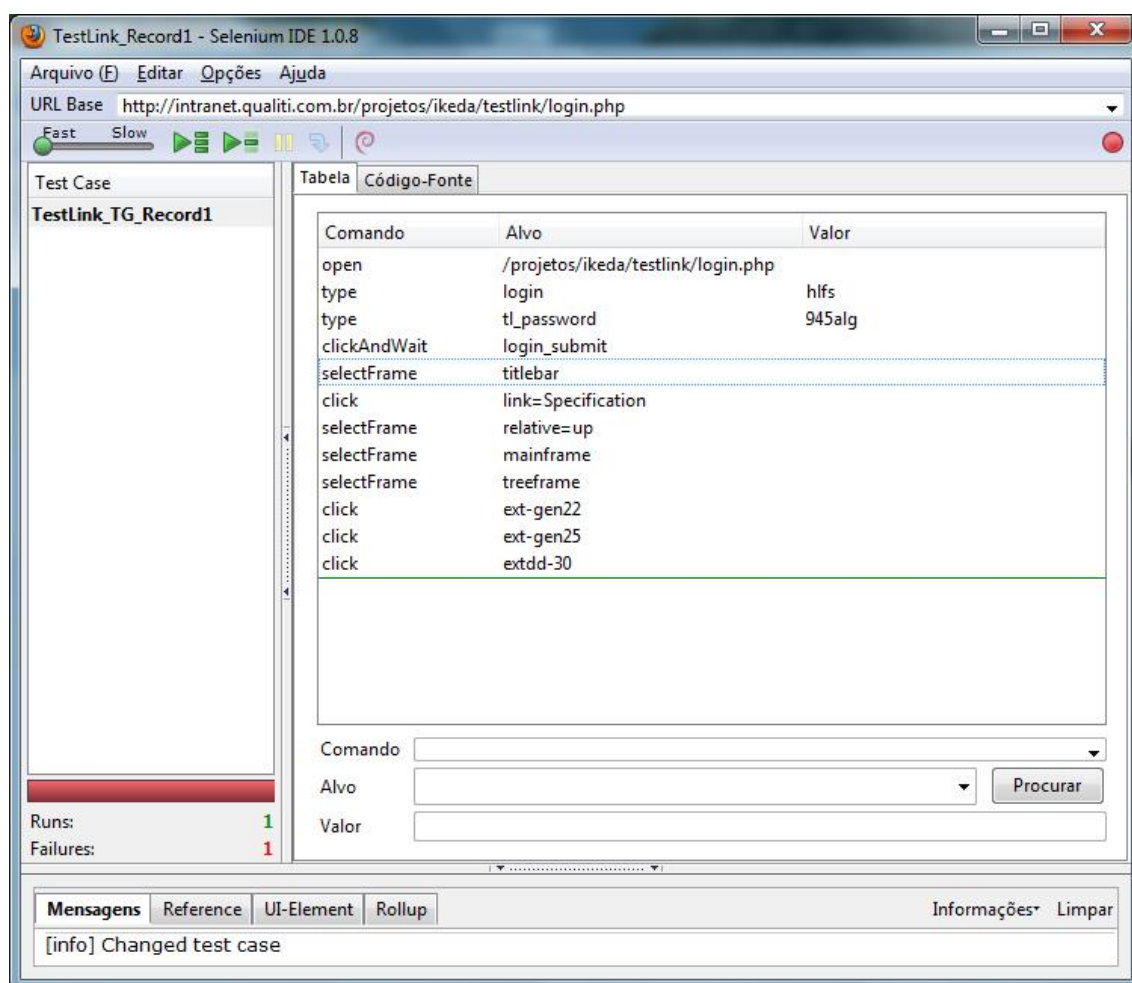 TestLink_Record1 - Selenium IDE 1.0.8
Arquivo (F) Editar Opções Ajuda
URL Base http://intranet.qualiti.com.br/projetos/ikeda/testlink/login.php
Fast Slow
Test Case
TestLink_TG_Record1
Tabela Código-Fonte
Comando Alvo Valor
open /projetos/ikeda/testlink/login.php
type login hlfs
type tl_password 945alg
clickAndWait login_submit
selectFrame titlebar
click link=Specification
selectFrame relative=up
selectFrame mainframe
selectFrame treeframe
click ext-gen22
click ext-gen25
click extdd-30
Comando
Alvo Procurar
Valor
Runs: 1
Failures: 1
Mensagens Reference UI-Element Rollup Informações Limpar
[info] Changed test case